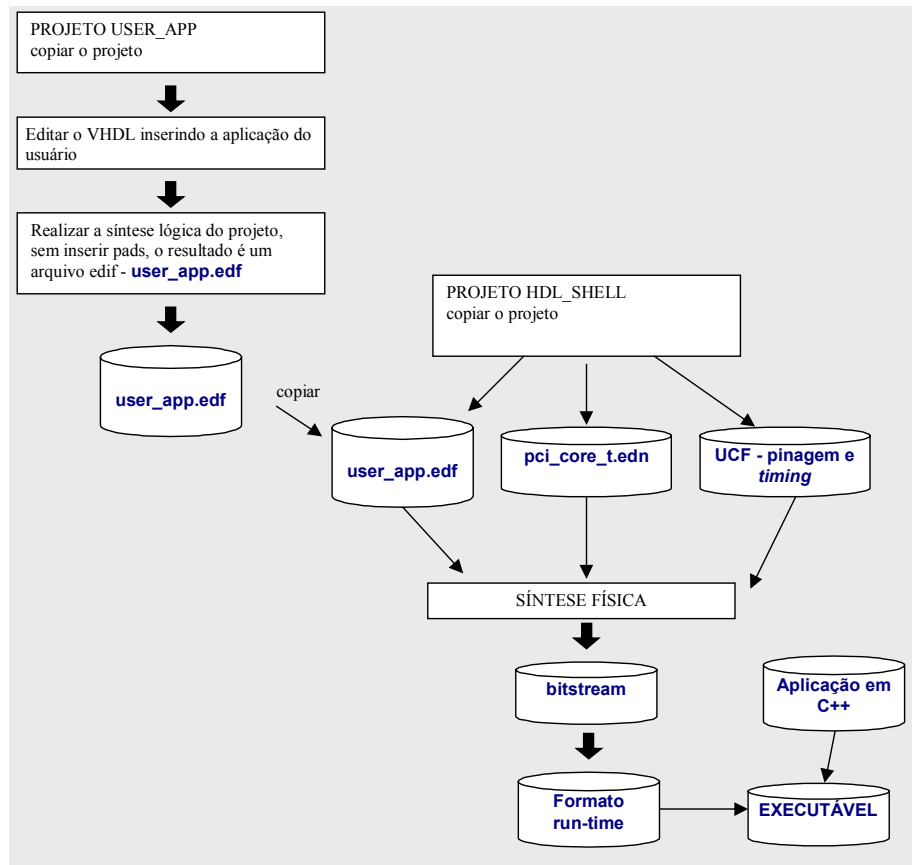 PROJETO USER_APP
copiar o projeto
Editar o VHDL inserindo a aplicação do
usuário
Realizar a síntese lógica do projeto,
sem inserir pads, o resultado é um
arquivo edif - user_app.edf
PROJETO HDL_SHELL
copiar o projeto
user_app.edf
copiar
user_app.edf
pci_core_t.edn
UCF - pinagem e
timing
SÍNTESE FÍSICA
bitstream
Aplicação em
C++
Formato
run-time
EXECUTÁVEL